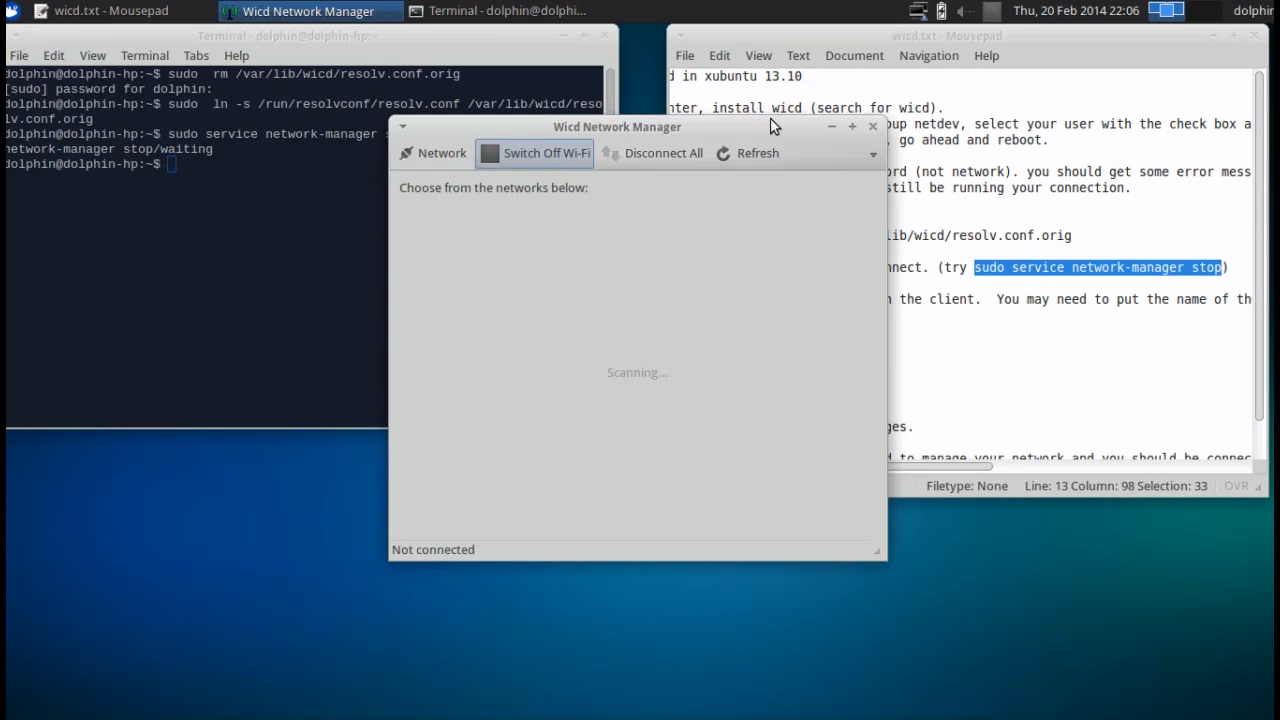 wicd.txt - Mousepad
Wicd Network Manager
Terminal - dolphin@dolphi...
Thu, 20 Feb 2014 22:06
dolphin
Terminal - dolphin@dolphin-hp: ~
File Edit View Terminal Tabs Help
dolphin@dolphin-hp:~$ sudo  rm /var/lib/wicd/resolv.conf.orig
[sudo] password for dolphin:
dolphin@dolphin-hp:~$ sudo  ln -s /run/resolvconf/resolv.conf /var/lib/wicd/reso
lv.conf.orig
dolphin@dolphin-hp:~$ sudo service network-manager s
network-manager stop/waiting
dolphin@dolphin-hp:~$
Wicd Network Manager
Network Switch Off Wi-Fi Disconnect All Refresh
Choose from the networks below:
Scanning...
Not connected
wicd.txt - Mousepad
File Edit View Text Document Navigation Help
d in xubuntu 13.10
nter, install wicd (search for wicd).
oup netdev, select your user with the check box a
, go ahead and reboot.
ord (not network). you should get some error mess
still be running your connection.
lib/wicd/resolv.conf.orig
nnect. (try sudo service network-manager stop)
n the client.  You may need to put the name of th
ges.
d to manage your network and you should be connec
Filetype: None Line: 13 Column: 98 Selection: 33 OVR